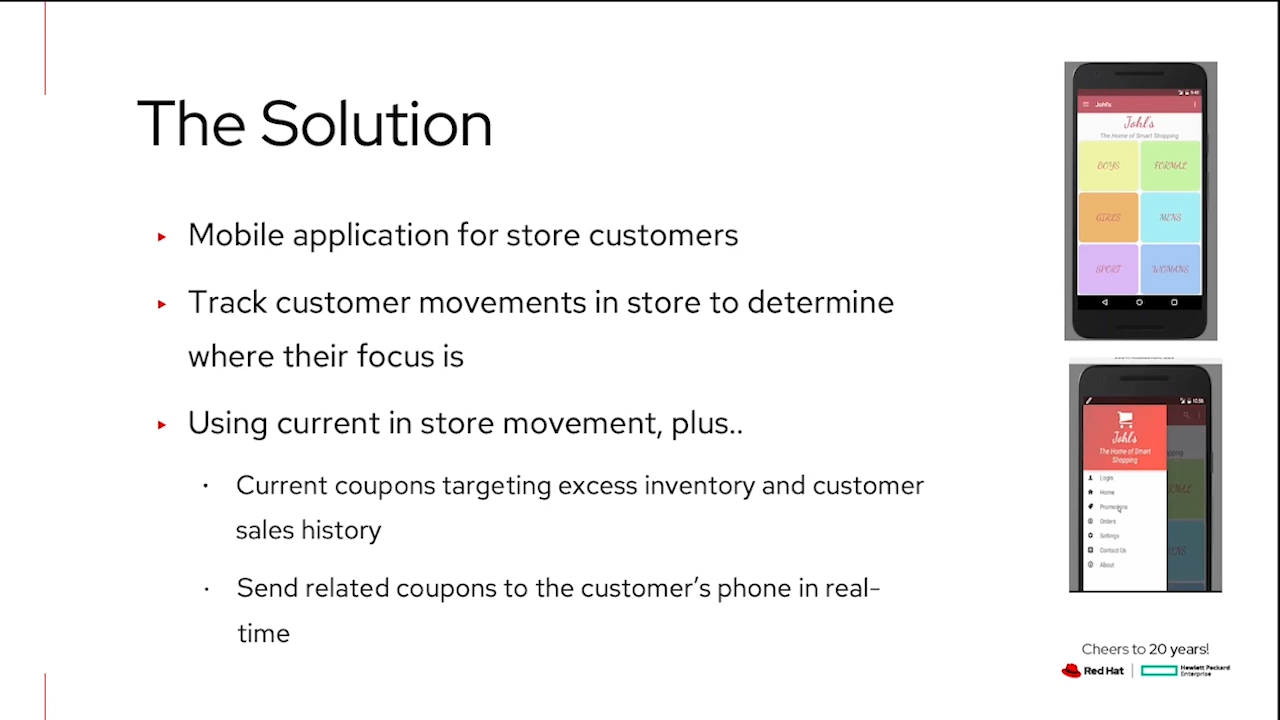 The Solution
Mobile application for store customers
Track customer movements in store to determine
where their focus is
Using current in store movement, plus..
Current coupons targeting excess inventory and customer
sales history
Send related coupons to the customer’s phone in real-
time
Johl's
Johl's
The Home of Smart Shopping
BOYS
FORMAL
GIRLS
MENS
SPORT
WOMANS
Johl's
The Home of Smart
Shopping
Login
Home
Promotions
Orders
Settings
Contact Us
About
Cheers to 20 years!
Red Hat
Hewlett Packard
Enterprise